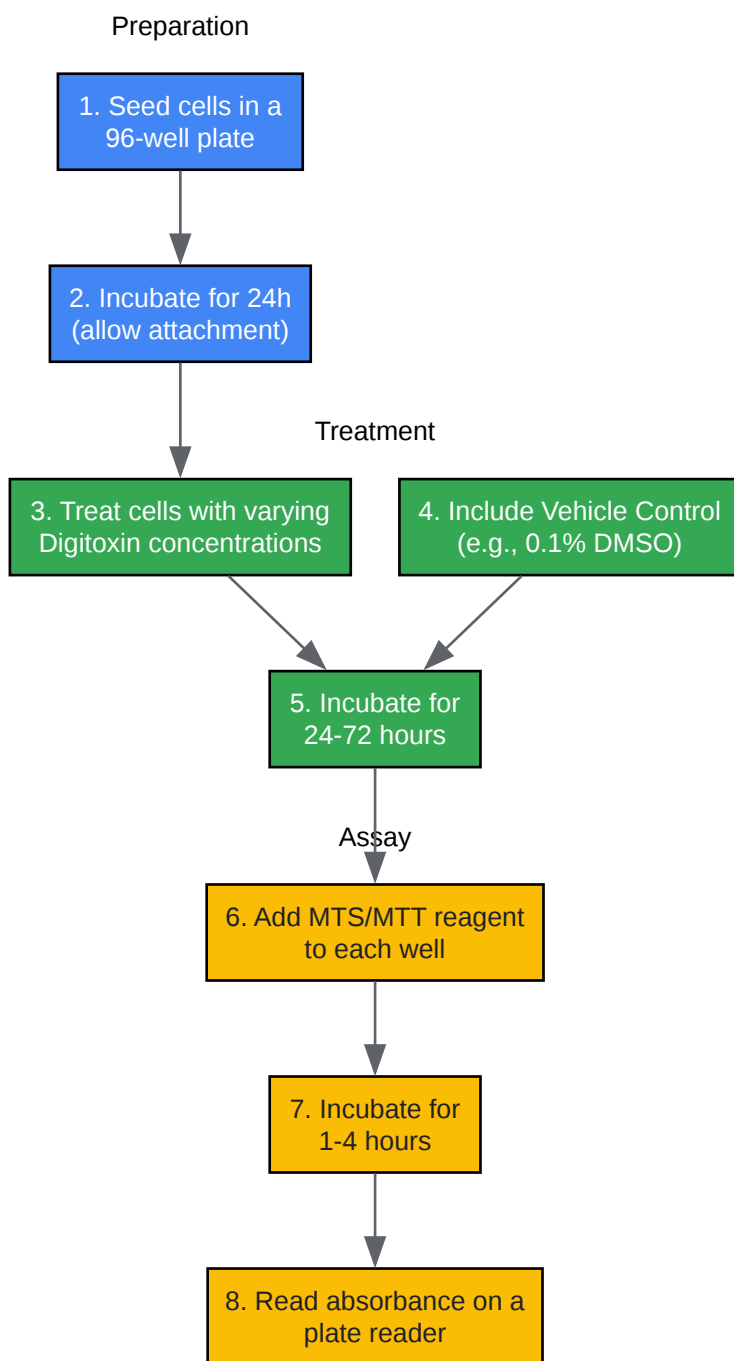 Preparation
1. Seed cells in a
96-well plate
2. Incubate for 24h
(allow attachment)
Treatment
3. Treat cells with varying
Digitoxin concentrations
4. Include Vehicle Control
(e.g., 0.1% DMSO)
5. Incubate for
24-72 hours
Assay
6. Add MTS/MTT reagent
to each well
7. Incubate for
1-4 hours
8. Read absorbance on a
plate reader